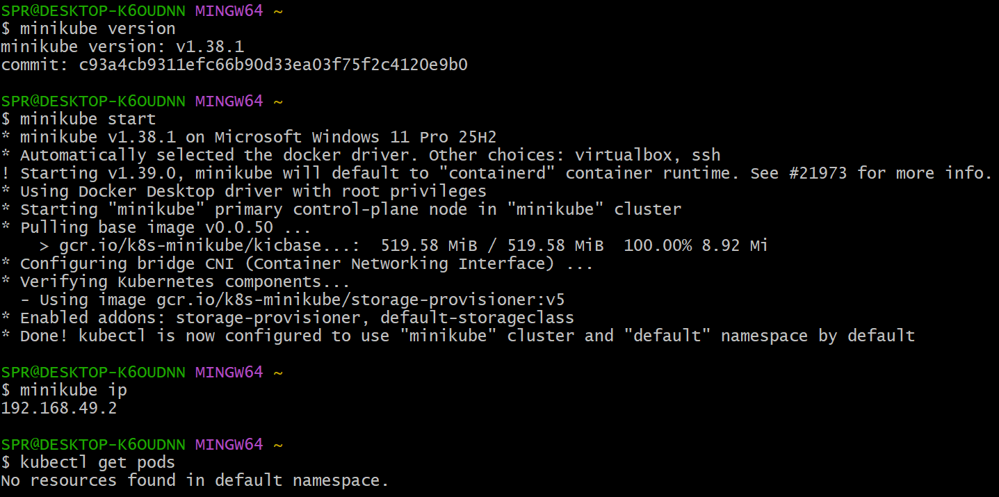 SPR@DESKTOP-K6OUDNN MINGW64 ~
$ minikube version
minikube version: v1.38.1
commit: c93a4cb9311efc66b90d33ea03f75f2c4120e9b0
SPR@DESKTOP-K6OUDNN MINGW64 ~
$ minikube start
* minikube v1.38.1 on Microsoft Windows 11 Pro 25H2
* Automatically selected the docker driver. Other choices: virtualbox, ssh
! Starting v1.39.0, minikube will default to "containerd" container runtime. See #21973 for more info.
* Using Docker Desktop driver with root privileges
* Starting "minikube" primary control-plane node in "minikube" cluster
* Pulling base image v0.0.50 ...
    > gcr.io/k8s-minikube/kicbase...:  519.58 MiB / 519.58 MiB  100.00% 8.92 Mi
* Configuring bridge CNI (Container Networking Interface) ...
* Verifying Kubernetes components...
  - Using image gcr.io/k8s-minikube/storage-provisioner:v5
* Enabled addons: storage-provisioner, default-storageclass
* Done! kubectl is now configured to use "minikube" cluster and "default" namespace by default
SPR@DESKTOP-K6OUDNN MINGW64 ~
$ minikube ip
192.168.49.2
SPR@DESKTOP-K6OUDNN MINGW64 ~
$ kubectl get pods
No resources found in default namespace.